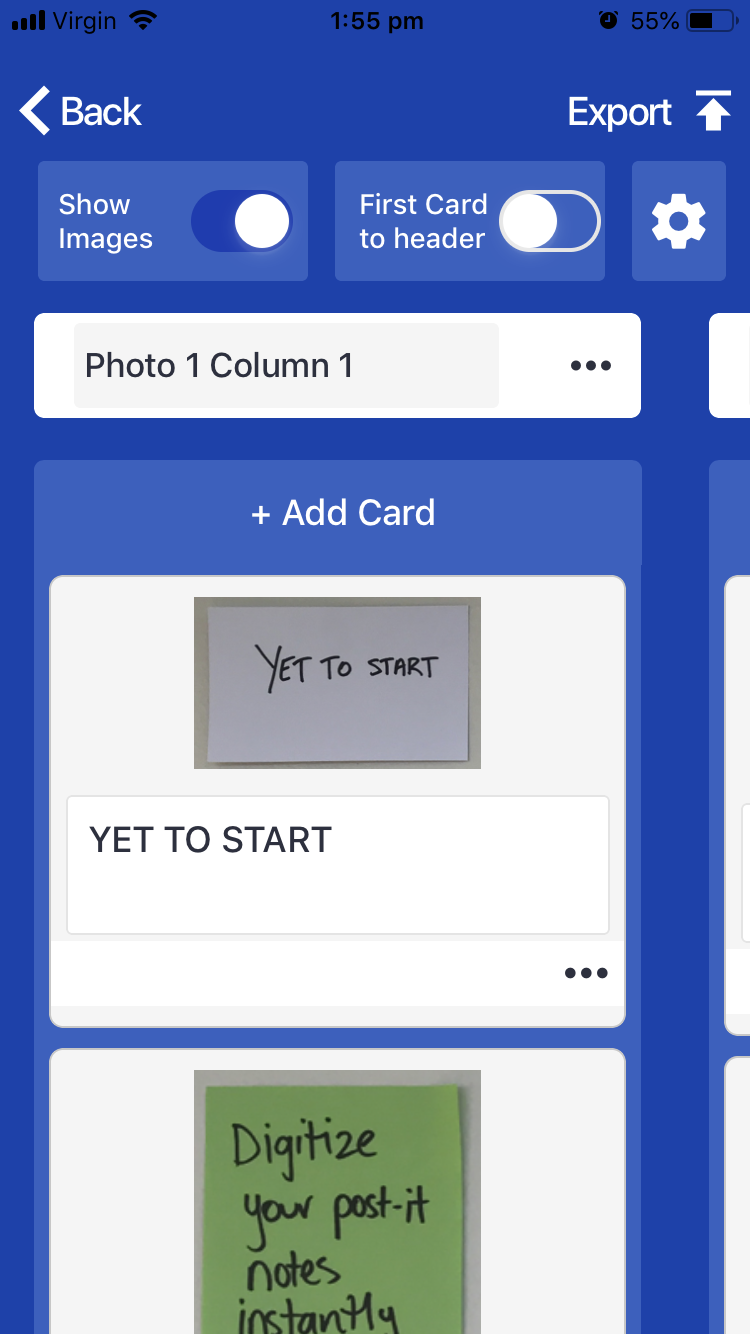 Virgin 1:55 pm 55%
Back Export
Show
Images
First Card
to header
Photo 1 Column 1
+ Add Card
YET TO START
YET TO START
Digitize
your post-it
notes
instantly